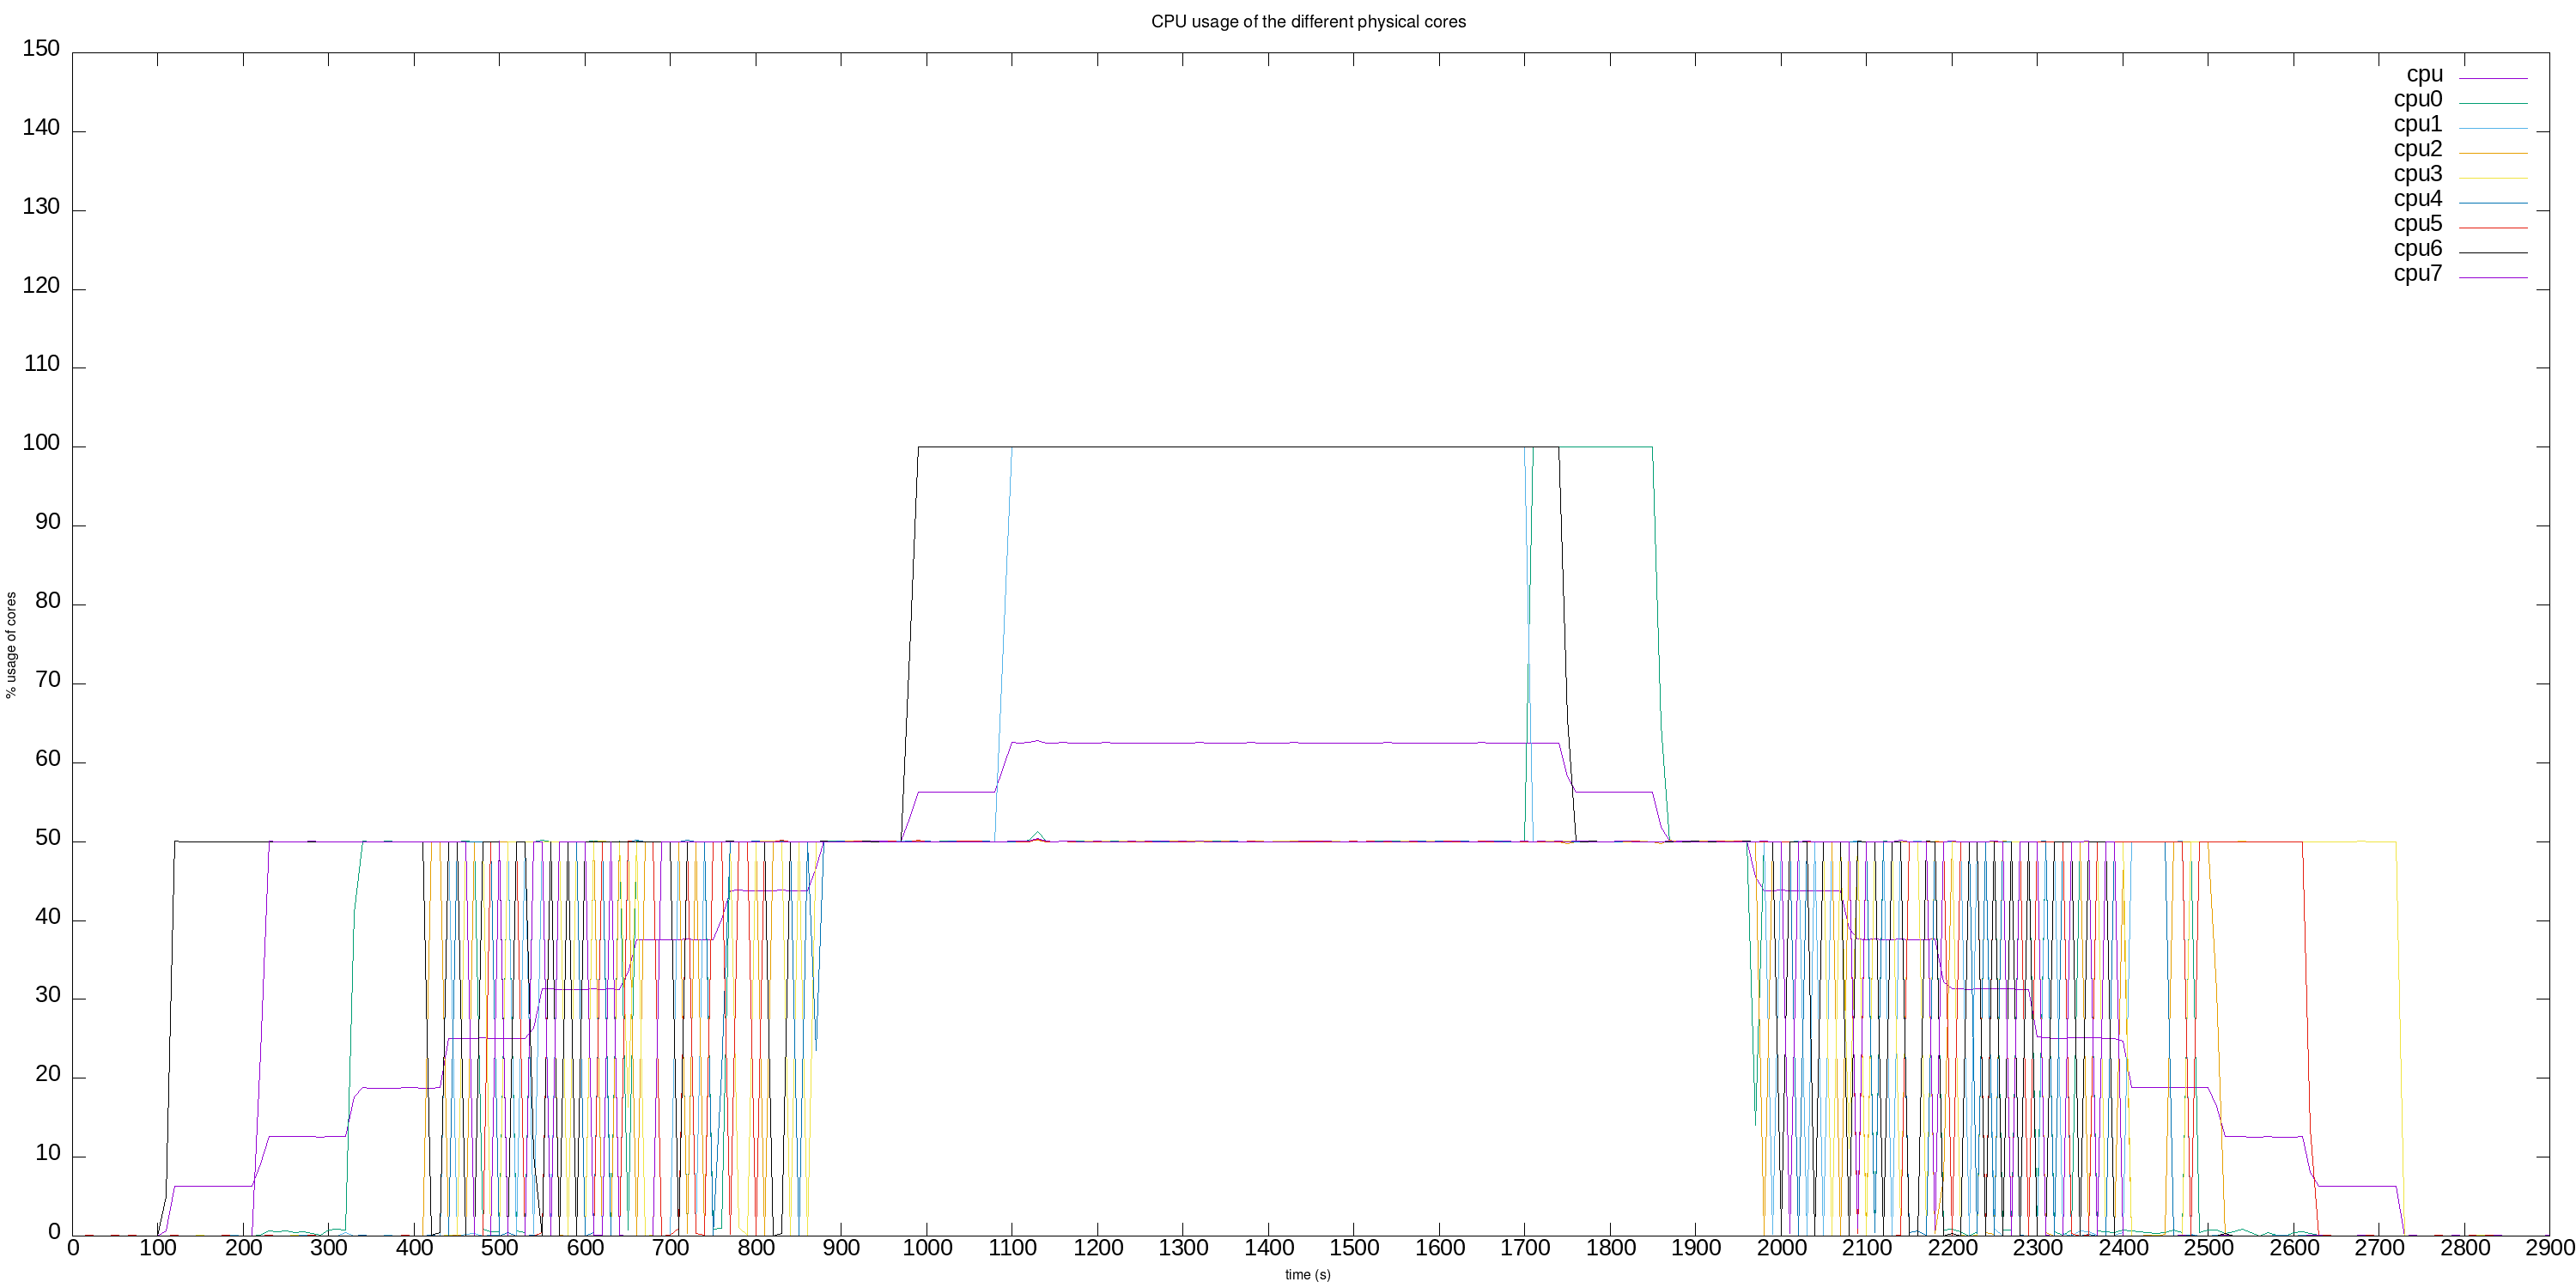 CPU usage of the different physical cores
150
140
130
120
110
100
90
80
70
60
50
40
30
20
10
0
% usage of cores
cpu
cpu0
cpu1
cpu2
cpu3
cpu4
cpu5
cpu6
cpu7
0 100 200 300 400 500 600 700 800 900 1000 1100 1200 1300 1400 1500 1600 1700 1800 1900 2000 2100 2200 2300 2400 2500 2600 2700 2800 2900
time (s)